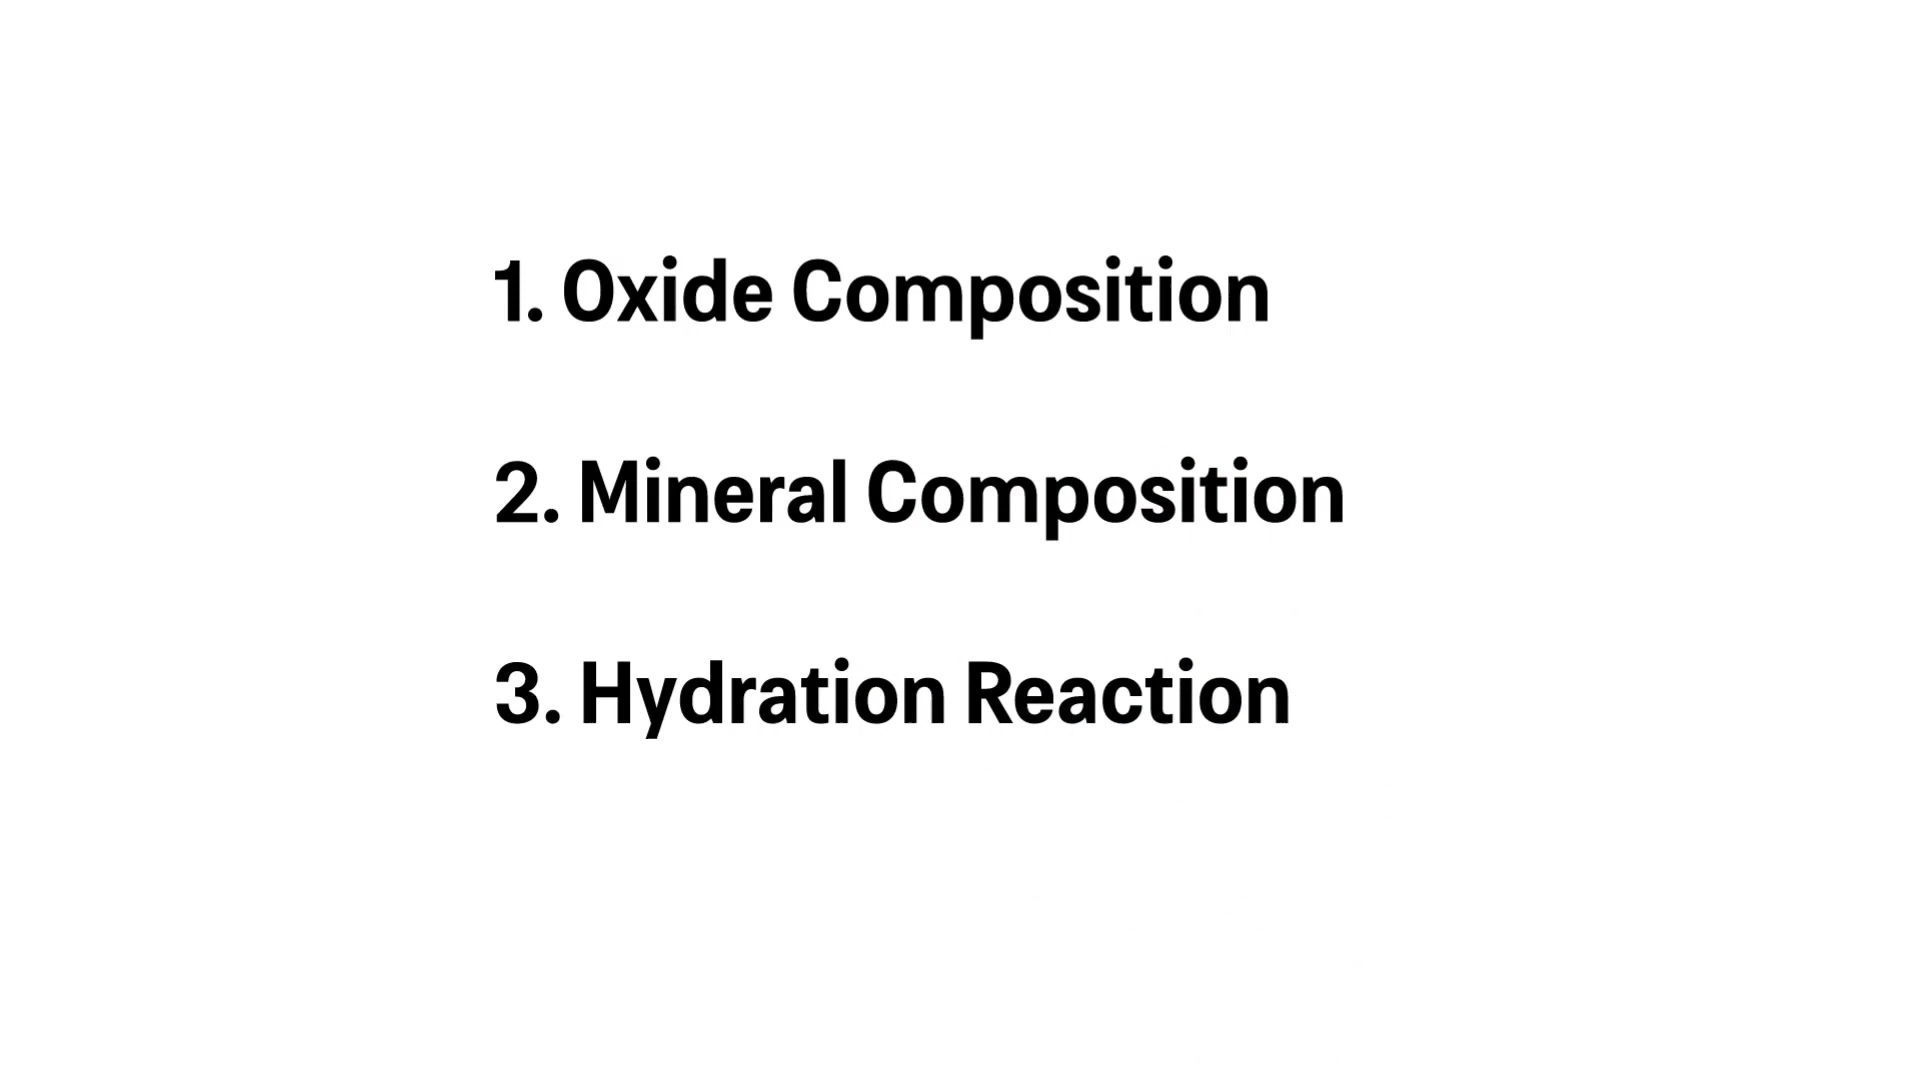 1. Oxide Composition
2. Mineral Composition
3. Hydration Reaction